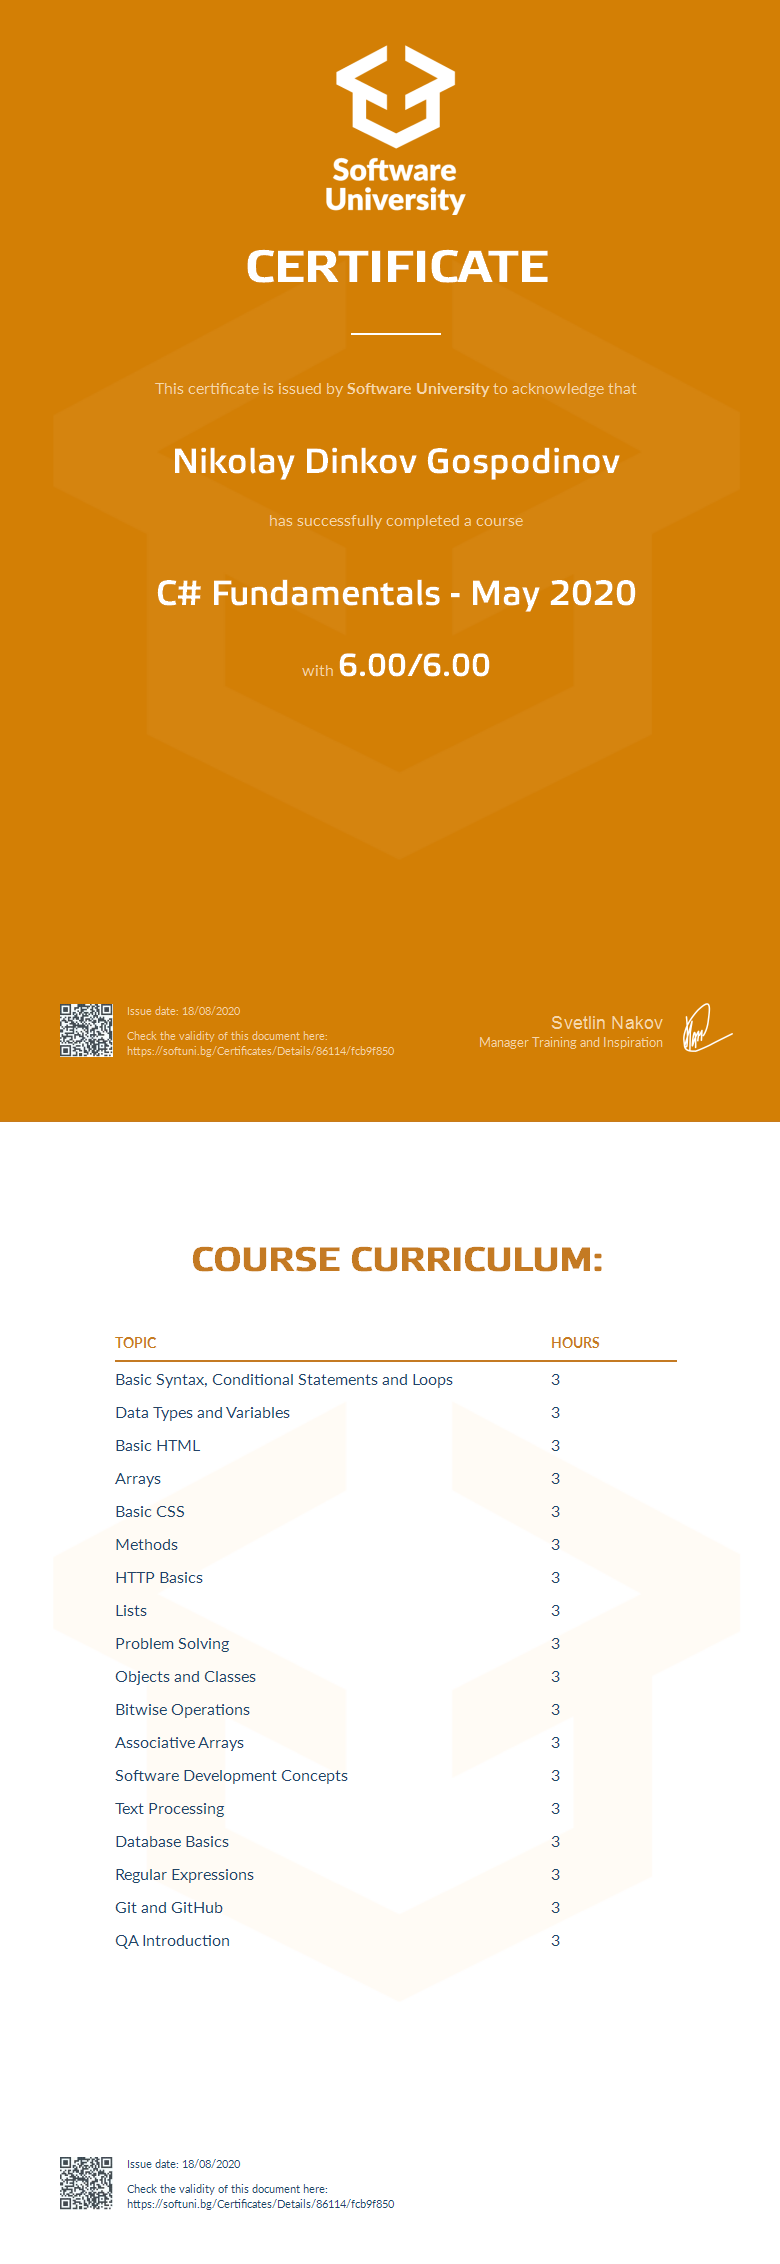 Software
University
CERTIFICATE
This certificate is issued by Software University to acknowledge that
Nikolay Dinkov Gospodinov
has successfully completed a course
C# Fundamentals - May 2020
with 6.00/6.00
Issue date: 18/08/2020
Check the validity of this document here:
https://softuni.bg/Certificates/Details/86114/fcb9f850
Svetlin Nakov
Manager Training and Inspiration
COURSE CURRICULUM:
TOPIC HOURS
Basic Syntax, Conditional Statements and Loops 3
Data Types and Variables 3
Basic HTML 3
Arrays 3
Basic CSS 3
Methods 3
HTTP Basics 3
Lists 3
Problem Solving 3
Objects and Classes 3
Bitwise Operations 3
Associative Arrays 3
Software Development Concepts 3
Text Processing 3
Database Basics 3
Regular Expressions 3
Git and GitHub 3
QA Introduction 3
Issue date: 18/08/2020
Check the validity of this document here:
https://softuni.bg/Certificates/Details/86114/fcb9f850